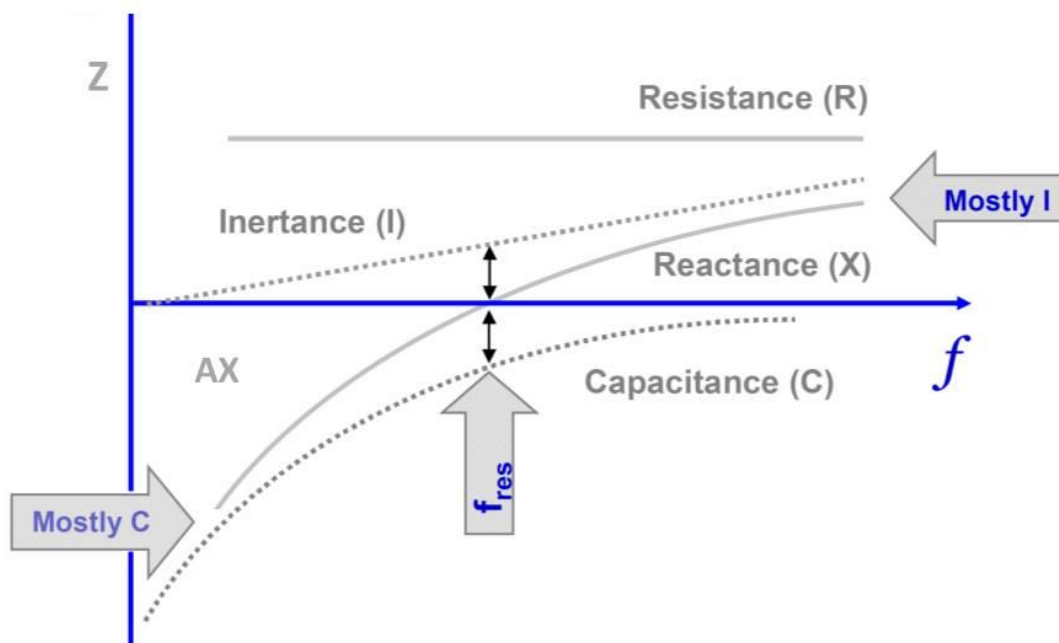 Z
Resistance (R)
Mostly I
Inertance (I)
Reactance (X)
f
AX
Capacitance (C)
fres
Mostly C